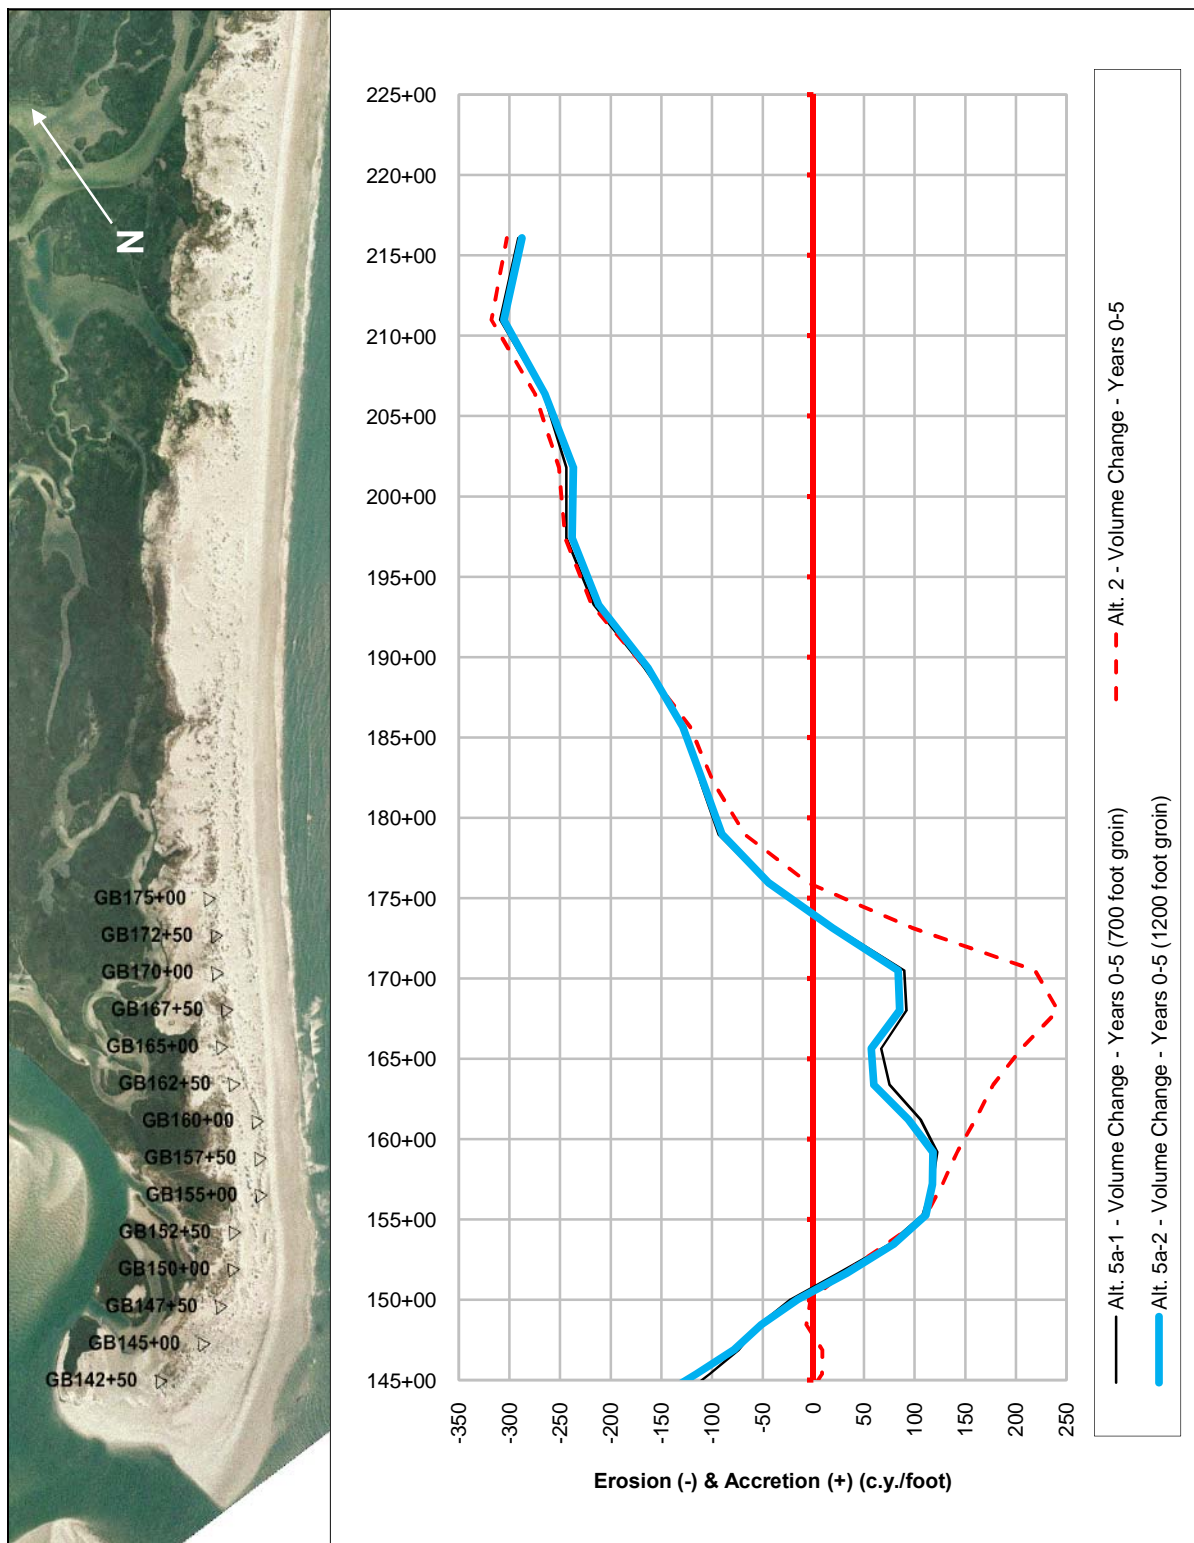 N
GB175+00
GB172+50
GB170+00
GB167+50
GB165+00
GB162+50
GB160+00
GB157+50
GB155+00
GB152+50
GB150+00
GB147+50
GB145+00
GB142+50
225+00
220+00
215+00
210+00
205+00
200+00
195+00
190+00
185+00
180+00
175+00
170+00
165+00
160+00
155+00
150+00
145+00
-350
-300
-250
-200
-150
-100
-50
0
50
100
150
200
250
Erosion (-) & Accretion (+) (c.y./foot)
Alt. 5a-1 - Volume Change - Years 0-5 (700 foot groin)
Alt. 2 - Volume Change - Years 0-5
Alt. 5a-2 - Volume Change - Years 0-5 (1200 foot groin)